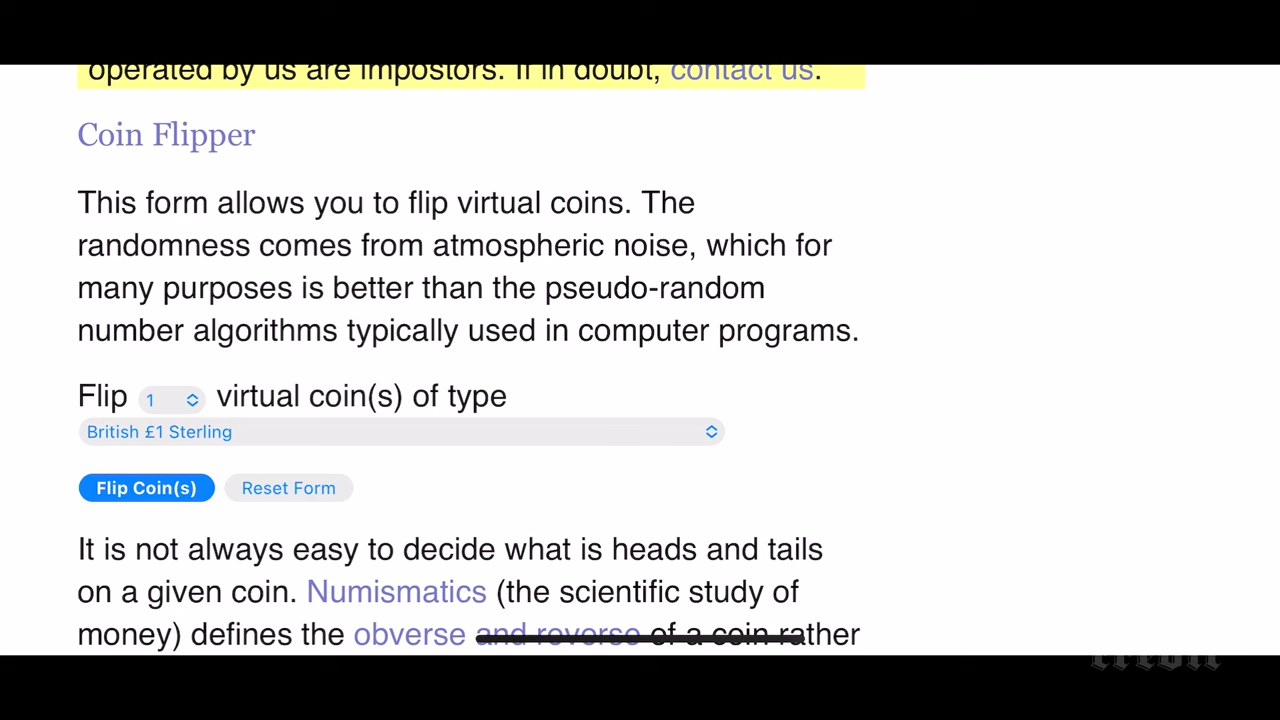 operated by us are impostors. If in doubt, contact us.
Coin Flipper
This form allows you to flip virtual coins. The
randomness comes from atmospheric noise, which for
many purposes is better than the pseudo-random
number algorithms typically used in computer programs.
Flip 1 virtual coin(s) of type
British £1 Sterling
Flip Coin(s) Reset Form
It is not always easy to decide what is heads and tails
on a given coin. Numismatics (the scientific study of
money) defines the obverse and reverse of a coin rather
credit